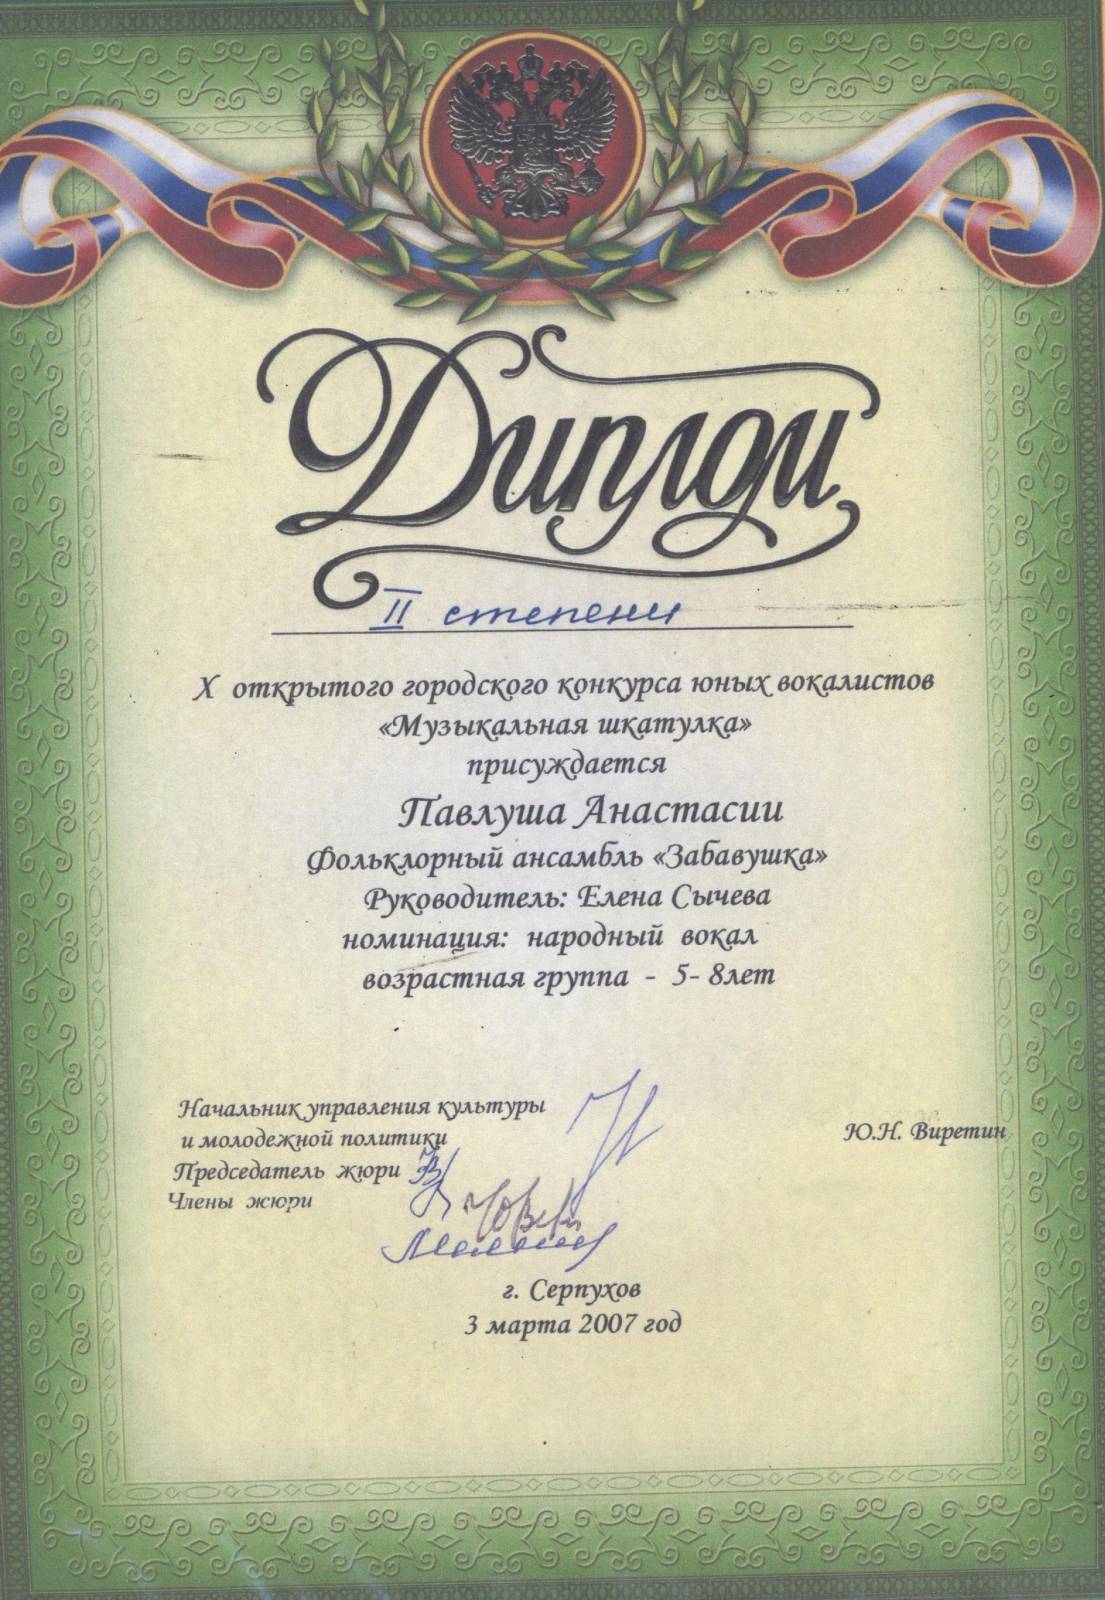 Диплом
II степени
X открытого городского конкурса юных вокалистов
«Музыкальная шкатулка»
присуждается
Павлуша Анастасии
Фольклорный ансамбль «Забавушка»
Руководитель: Елена Сычева
номинация: народный вокал
возрастная группа - 5- 8лет
Начальник управления культуры
и молодежной политики
Ю.Н. Виретин
Председатель жюри
Члены жюри
г. Серпухов
3 марта 2007 год